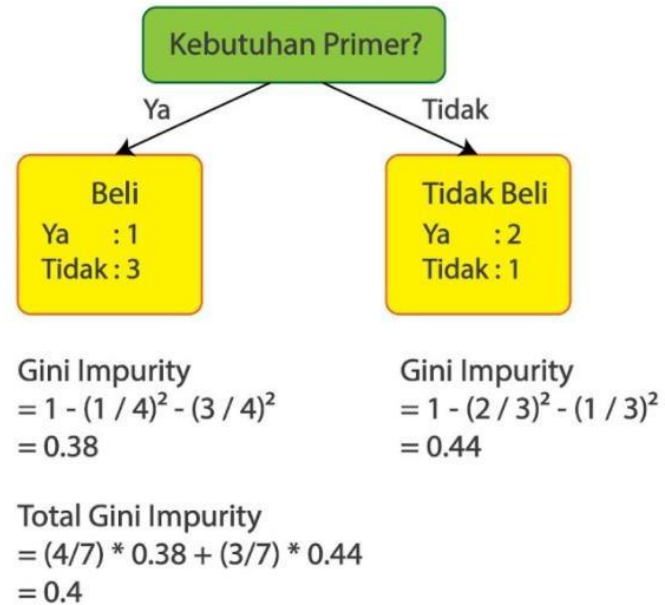 Kebutuhan Primer?
Ya
Tidak
Beli
Ya : 1
Tidak : 3
Tidak Beli
Ya : 2
Tidak : 1
Gini Impurity
= 1 - (1 / 4)² - (3 / 4)²
= 0.38
Gini Impurity
= 1 - (2 / 3)² - (1 / 3)²
= 0.44
Total Gini Impurity
= (4/7) * 0.38 + (3/7) * 0.44
= 0.4